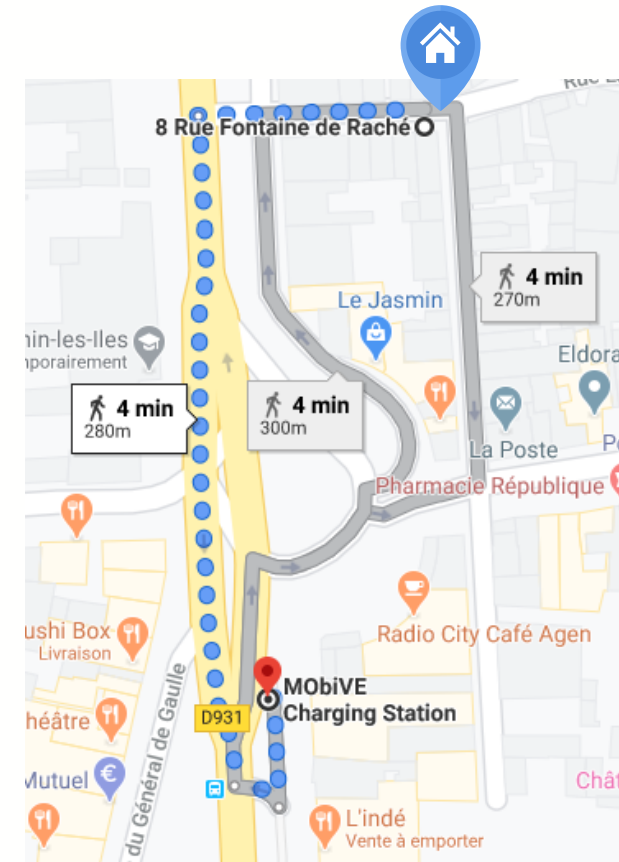 8 Rue Fontaine de Raché
4 min
270m
Le Jasmin
nin-les-Iles
nporairement
Eldora
4 min
280m
4 min
300m
La Poste
Pharmacie République
ushi Box
Livraison
Radio City Café Agen
MObiVE
Charging Station
D931
héâtre
Mutuel
du Général de Gaulle
Chât
L'indé
Vente à emporter